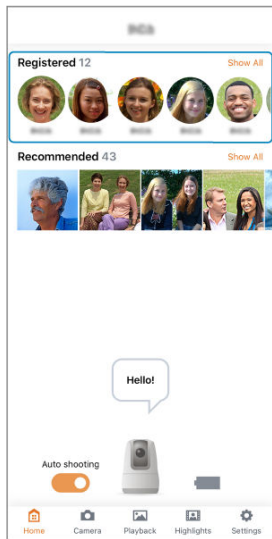 Registered 12 Show All
Recommended 43 Show All
Hello!
Auto shooting
Home Camera Playback Highlights Settings